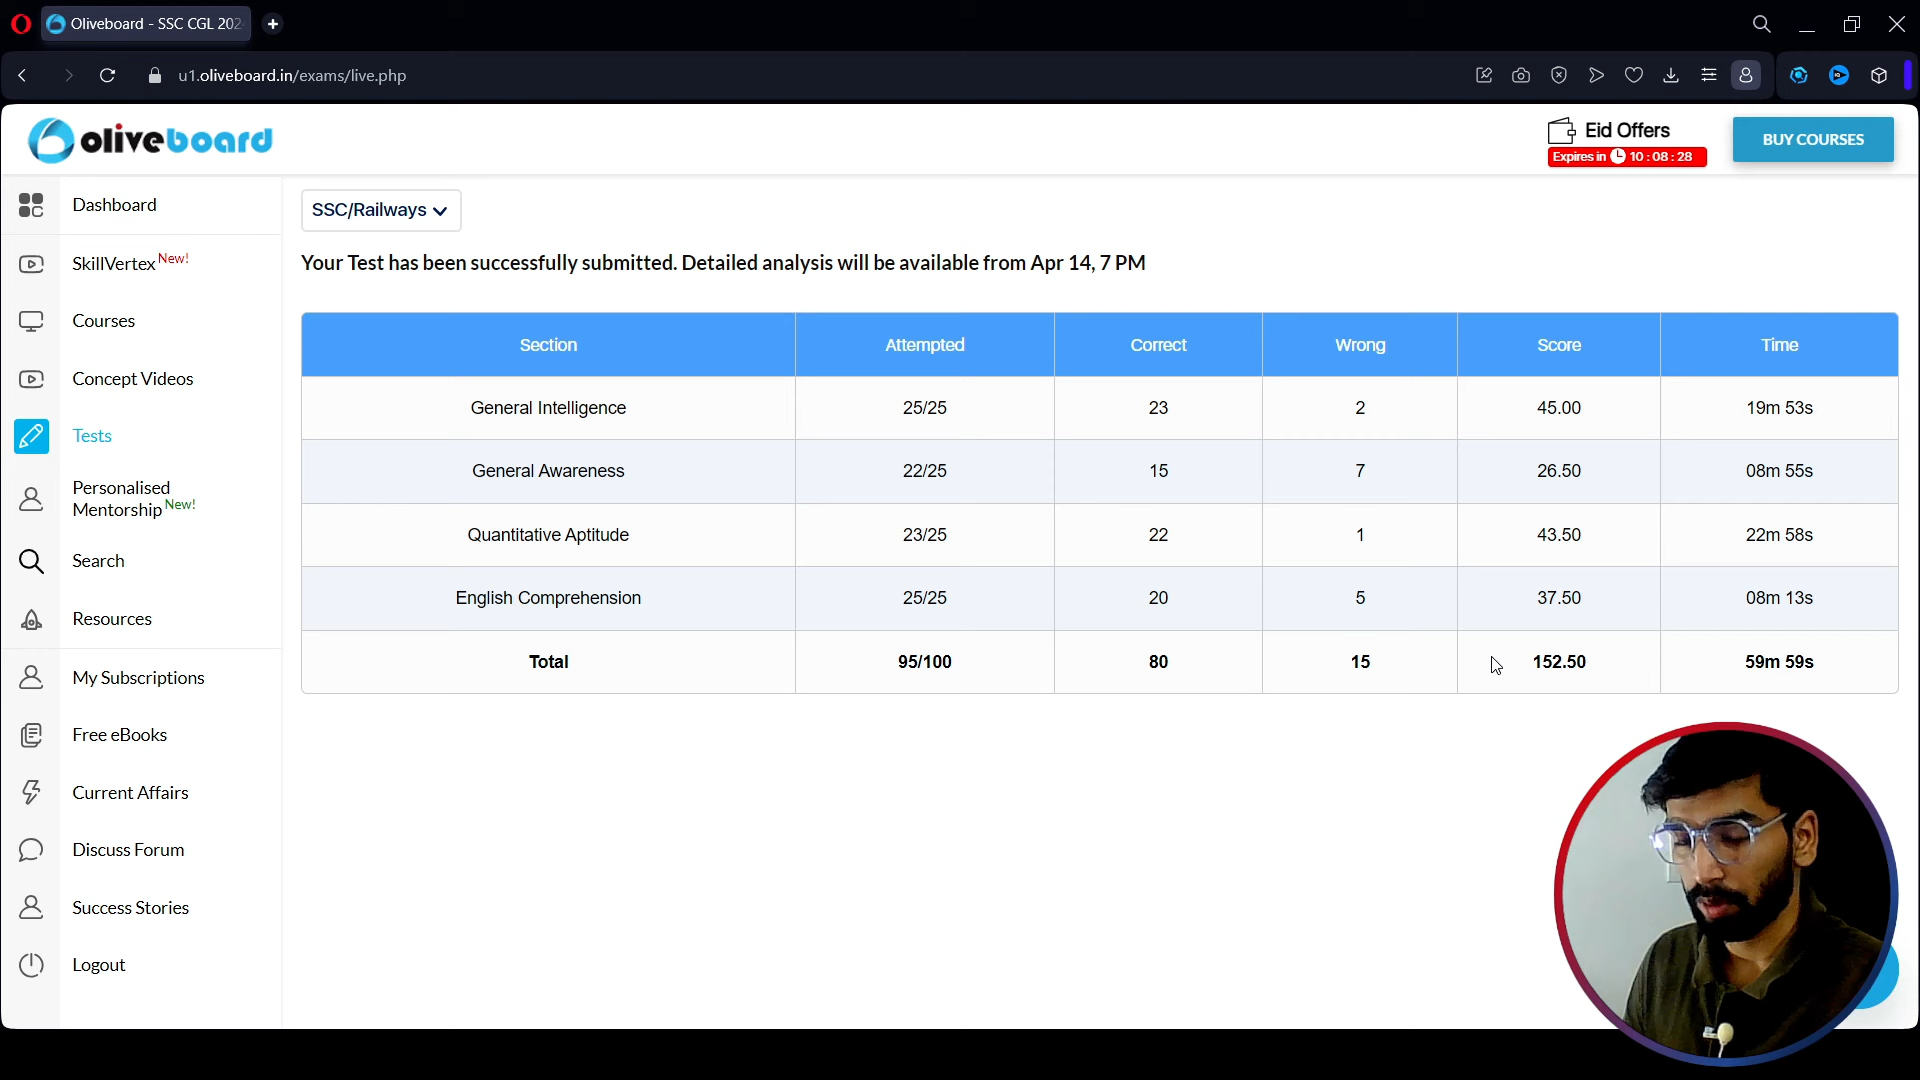 Oliveboard - SSC CGL 202
u1.oliveboard.in/exams/live.php
oliveboard
Eid Offers
Expires in 10 : 08 : 28
BUY COURSES
Dashboard
SkillVertex New!
Courses
Concept Videos
Tests
Personalised
Mentorship New!
Search
Resources
My Subscriptions
Free eBooks
Current Affairs
Discuss Forum
Success Stories
Logout
SSC/Railways
Your Test has been successfully submitted. Detailed analysis will be available from Apr 14, 7 PM
Section Attempted Correct Wrong Score Time
General Intelligence 25/25 23 2 45.00 19m 53s
General Awareness 22/25 15 7 26.50 08m 55s
Quantitative Aptitude 23/25 22 1 43.50 22m 58s
English Comprehension 25/25 20 5 37.50 08m 13s
Total 95/100 80 15 152.50 59m 59s